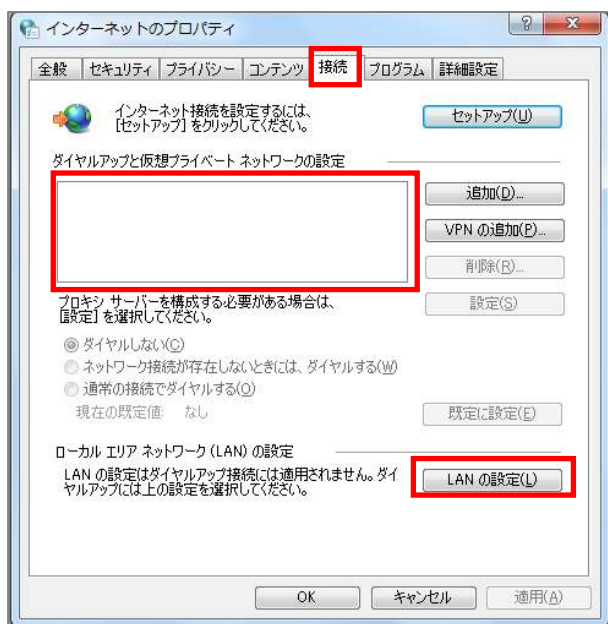 インターネットのプロパティ
全般 セキュリティ プライバシー コンテンツ 接続 プログラム 詳細設定
インターネット接続を設定するには、
[セットアップ] をクリックしてください。
セットアップ(U)
ダイヤルアップと仮想プライベート ネットワークの設定
追加(D)...
VPN の追加(P)...
削除(R)...
プロキシ サーバーを構成する必要がある場合は、
[設定] を選択してください。
設定(S)
ダイヤルしない(C)
ネットワーク接続が存在しないときには、ダイヤルする(W)
通常の接続でダイヤルする(O)
現在の既定値: なし
既定に設定(E)
ローカル エリア ネットワーク (LAN) の設定
LAN の設定はダイヤルアップ接続には適用されません。ダイ
ヤルアップには上の設定を選択してください。
LAN の設定(L)
OK キャンセル 適用(A)